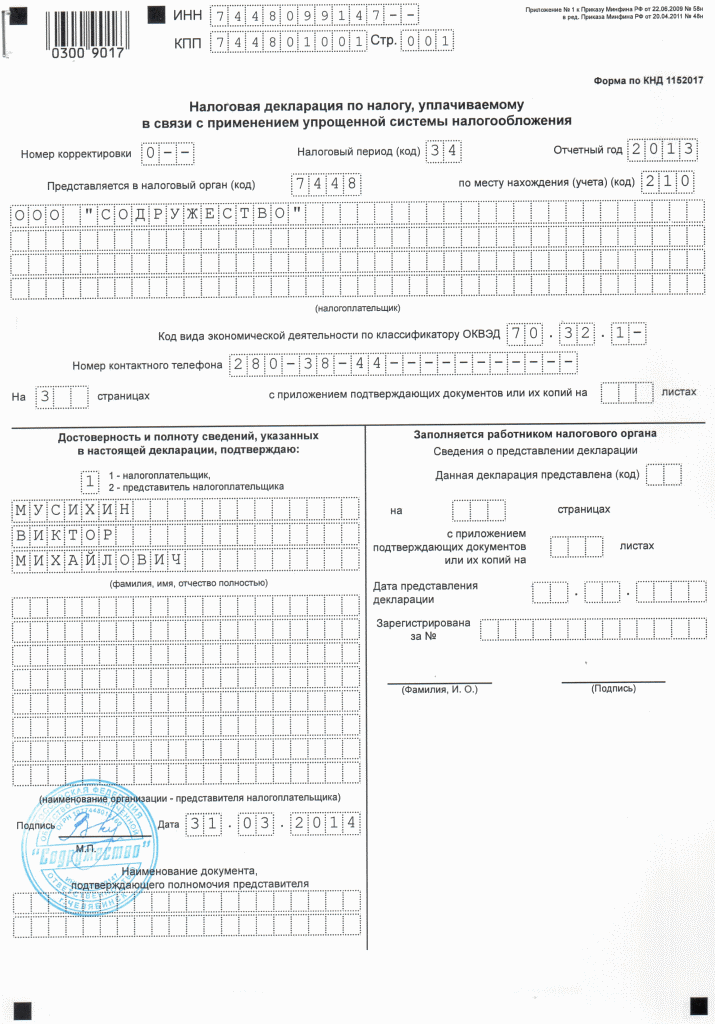 ИНН 7448099147--
КПП 744801001 Стр. 001
0300 9017
Приложение № 1 к Приказу Минфина РФ от 22.06.2009 № 58н
в ред. Приказа Минфина РФ от 20.04.2011 № 48н
Форма по КНД 1152017
Налоговая декларация по налогу, уплачиваемому
в связи с применением упрощенной системы налогообложения
Номер корректировки 0-- Налоговый период (код) 34 Отчетный год 2013
Представляется в налоговый орган (код) 7448 по месту нахождения (учета) (код) 210
ООО "СОДРУЖЕСТВО"
(налогоплательщик)
Код вида экономической деятельности по классификатору ОКВЭД 70.32.1-
Номер контактного телефона 280-38-44-----------
На 3 страницах с приложением подтверждающих документов или их копий на листах
Достоверность и полноту сведений, указанных
в настоящей декларации, подтверждаю:
1 1 - налогоплательщик,
2 - представитель налогоплательщика
МУСИХИН
ВИКТОР
МИХАЙЛОВИЧ
(фамилия, имя, отчество полностью)
(наименование организации - представителя налогоплательщика)
Подпись Дата 31.03.2014
М.П.
"Содружество"
Наименование документа,
подтверждающего полномочия представителя
Заполняется работником налогового органа
Сведения о представлении декларации
Данная декларация представлена (код)
на страницах
с приложением
подтверждающих документов
или их копий на листах
Дата представления
декларации . .
Зарегистрирована
за №
(Фамилия, И. О.) (Подпись)